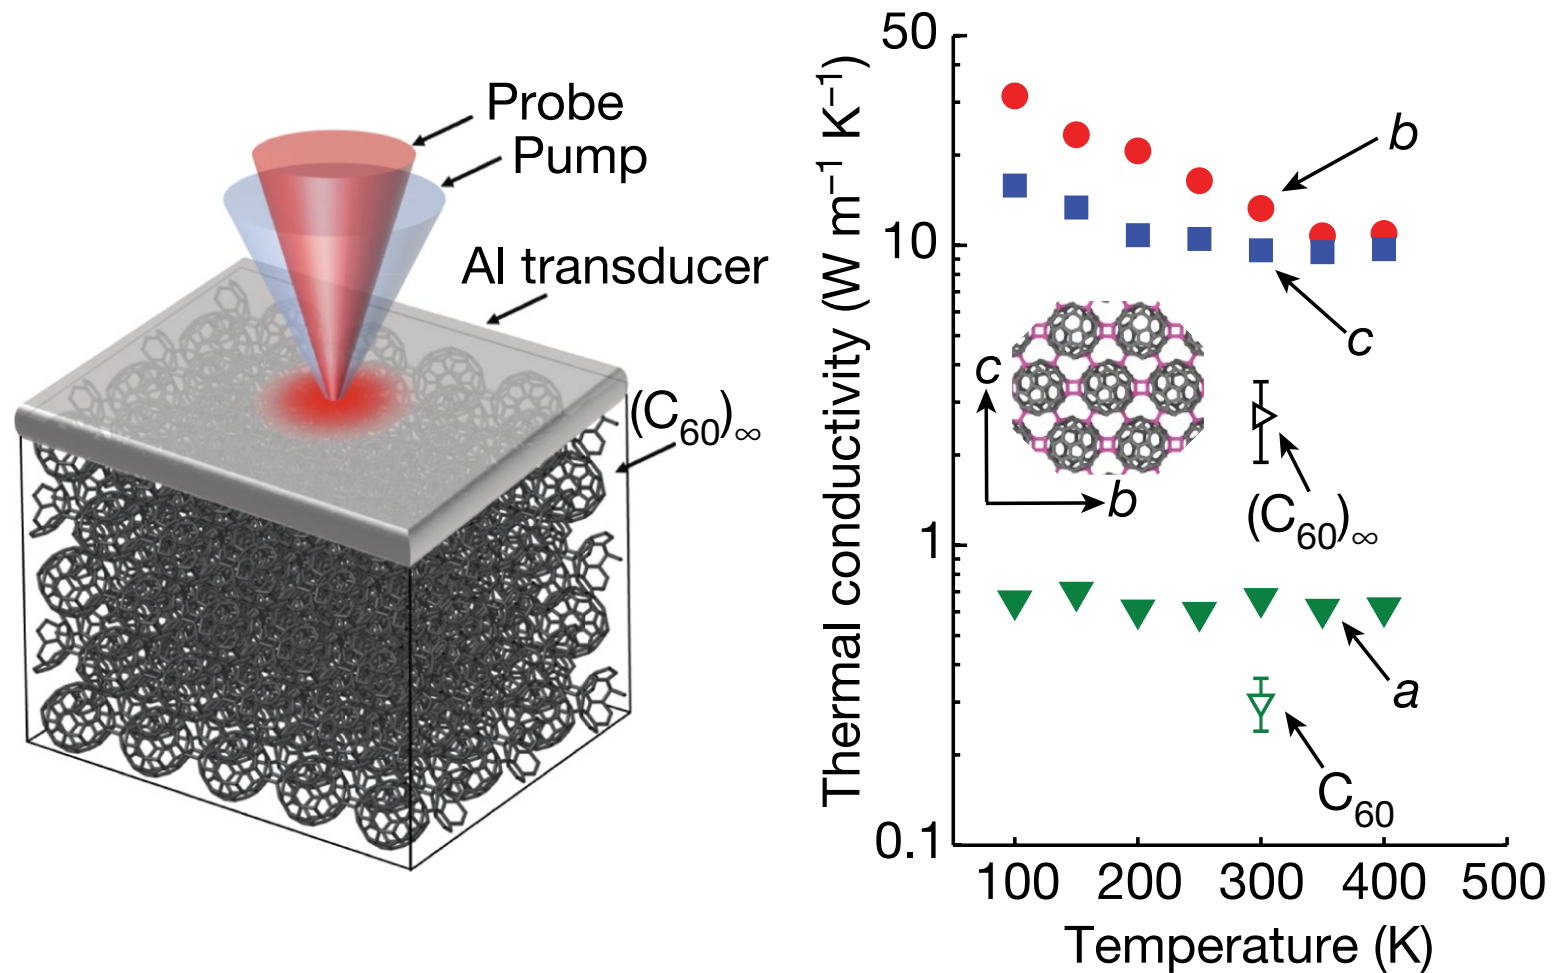 Probe
Pump
Al transducer
(C₆₀)∞
Thermal conductivity (W m⁻¹ K⁻¹)
50
10
1
0.1
b
c
c
b
(C₆₀)∞
a
C₆₀
100 200 300 400 500
Temperature (K)